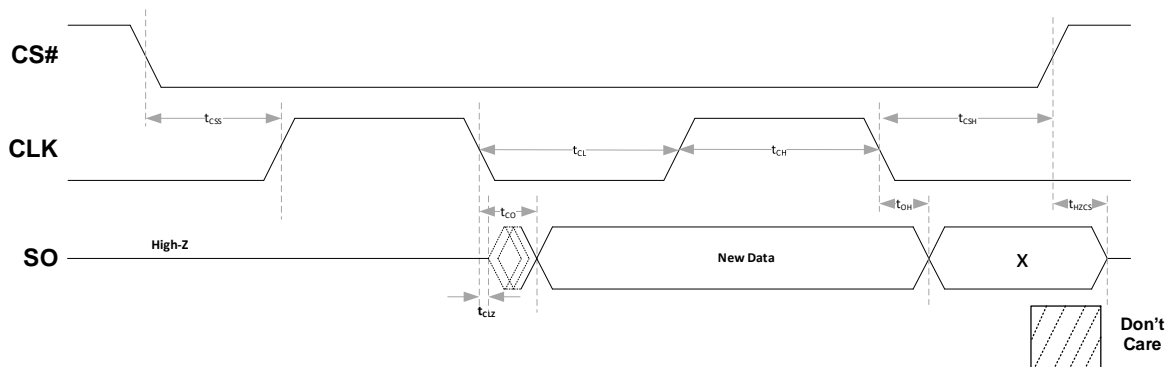 CS#
tCSS
tCSH
CLK
tCL
tCH
tCO
tOH
tHZCS
High-Z
SO
New Data
X
tCLZ
Don't
Care